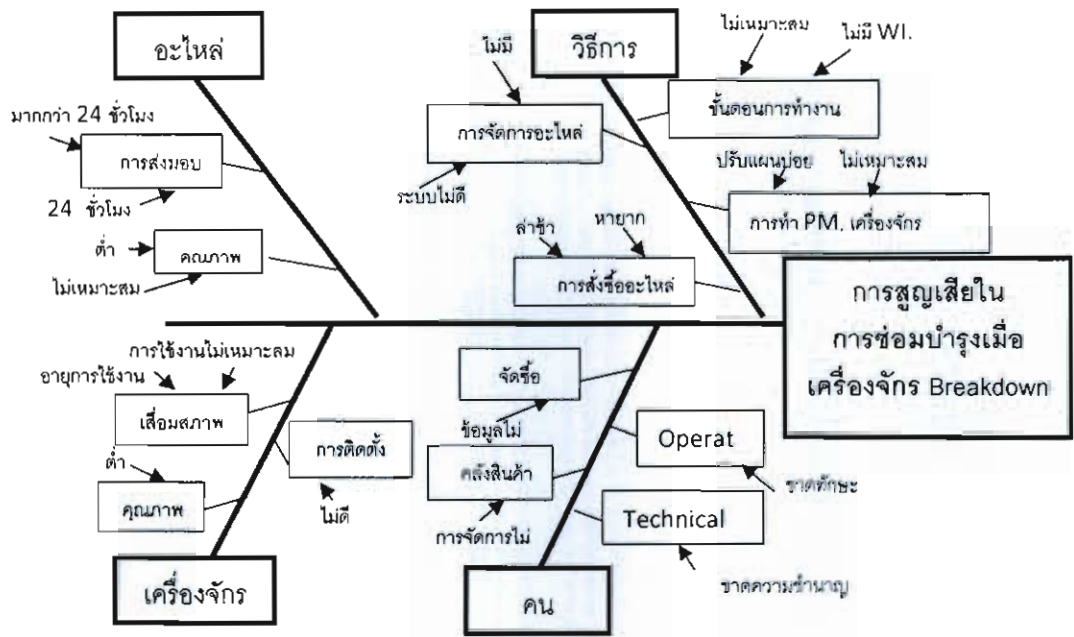 อะไหล่
วิธีการ
ไม่มี
ไม่เหมาะสม
ไม่มี WI.
ขั้นตอนการทำงาน
มากกว่า 24 ชั่วโมง
การส่งมอบ
24 ชั่วโมง
การจัดการอะไหล่
ระบบไม่ดี
ปรับแผนบ่อย
ไม่เหมาะสม
การทำ PM. เครื่องจักร
ต่ำ
คุณภาพ
ไม่เหมาะสม
ล่าช้า
หายาก
การสั่งซื้ออะไหล่
การสูญเสียใน
การซ่อมบำรุงเมื่อ
เครื่องจักร Breakdown
การใช้งานไม่เหมาะสม
อายุการใช้งาน
เสื่อมสภาพ
การติดตั้ง
ไม่ดี
ต่ำ
คุณภาพ
จัดซื้อ
ข้อมูลไม่
คลังสินค้า
การจัดการไม่
Operat
ขาดทักษะ
Technical
ขาดความชำนาญ
เครื่องจักร
คน